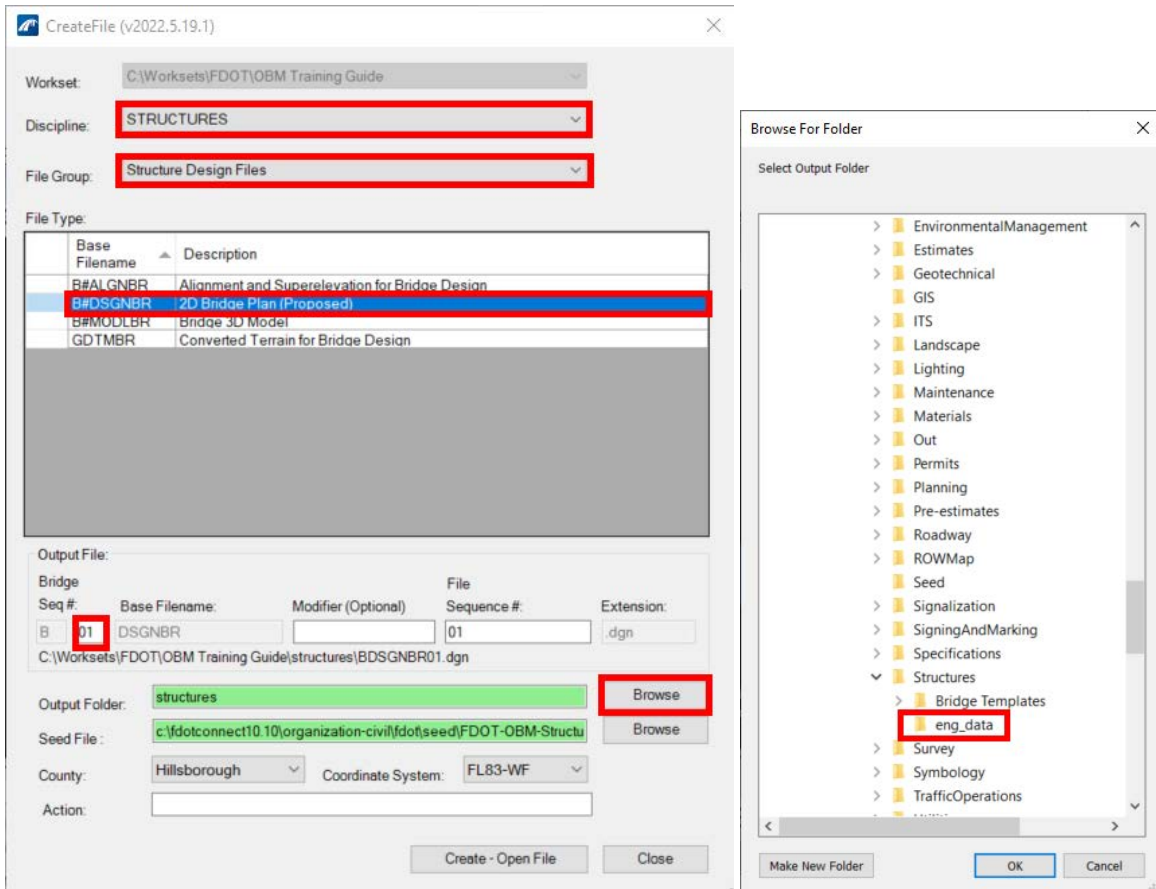 CreateFile (v2022.5.19.1)
Workset: C:\Worksets\FDOT\OBM Training Guide
Discipline: STRUCTURES
File Group: Structure Design Files
File Type:
Base Filename Description
B#ALGNBR Alignment and Superelevation for Bridge Design
B#DSGNBR 2D Bridge Plan (Proposed)
B#MODLBR Bridge 3D Model
GDTMBR Converted Terrain for Bridge Design
Output File:
Bridge File
Seq #: Base Filename: Modifier (Optional) Sequence #: Extension:
B 01 DSGNBR 01 .dgn
C:\Worksets\FDOT\OBM Training Guide\structures\BDSGNBR01.dgn
Output Folder: structures Browse
Seed File : c:\fdotconnect10.10\organization-civil\fdot\seed\FDOT-OBM-Structu Browse
County: Hillsborough Coordinate System: FL83-WF
Action:
Create - Open File Close
Browse For Folder
Select Output Folder
EnvironmentalManagement
Estimates
Geotechnical
GIS
ITS
Landscape
Lighting
Maintenance
Materials
Out
Permits
Planning
Pre-estimates
Roadway
ROWMap
Seed
Signalization
SigningAndMarking
Specifications
Structures
Bridge Templates
eng_data
Survey
Symbology
TrafficOperations
Make New Folder OK Cancel